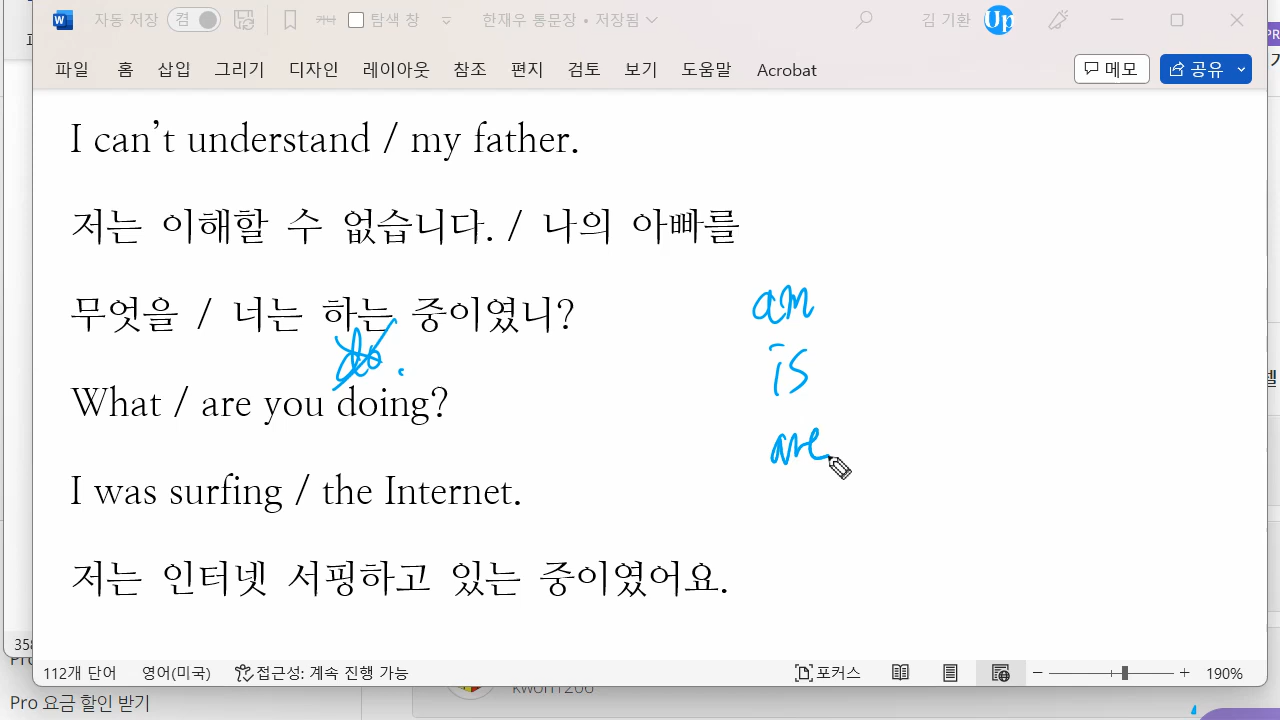 자동 저장 켬 가나 탐색 창 한재우 통문장 • 저장됨 김 기환 Up
파일 홈 삽입 그리기 디자인 레이아웃 참조 편지 검토 보기 도움말 Acrobat 메모 공유
I can't understand / my father.
저는 이해할 수 없습니다. / 나의 아빠를
am
무엇을 / 너는 하는 중이였니?
do.
is
What / are you doing?
are
I was surfing / the Internet.
저는 인터넷 서핑하고 있는 중이였어요.
358
112개 단어 영어(미국) 접근성: 계속 진행 가능 포커스 190%
Pro 요금 할인 받기